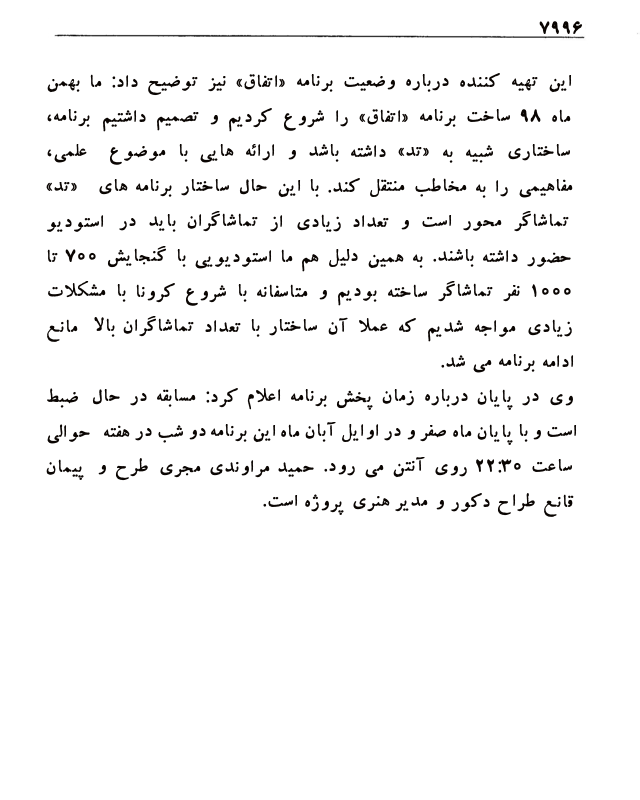 ۷۹۹۶
این تهیه کننده درباره وضعیت برنامه «اتفاق» نیز توضیح داد: ما بهمن
ماه ۹۸ ساخت برنامه «اتفاق» را شروع کردیم و تصمیم داشتیم برنامه،
ساختاری شبیه به «تد» داشته باشد و ارائه هایی با موضوع علمی،
مفاهیمی را به مخاطب منتقل کند. با این حال ساختار برنامه های «تد»
تماشاگر محور است و تعداد زیادی از تماشاگران باید در استودیو
حضور داشته باشند. به همین دلیل هم ما استودیویی با گنجایش ۷۰۰ تا
۱۰۰۰ نفر تماشاگر ساخته بودیم و متاسفانه با شروع کرونا با مشکلات
زیادی مواجه شدیم که عملا آن ساختار با تعداد تماشاگران بالا مانع
ادامه برنامه می شد.
وی در پایان درباره زمان پخش برنامه اعلام کرد: مسابقه در حال ضبط
است و با پایان ماه صفر و در اوایل آبان ماه این برنامه دو شب در هفته حوالی
ساعت ۲۲:۳۰ روی آنتن می رود. حمید مراوندی مجری طرح و پیمان
قانع طراح دکور و مدیر هنری پروژه است.